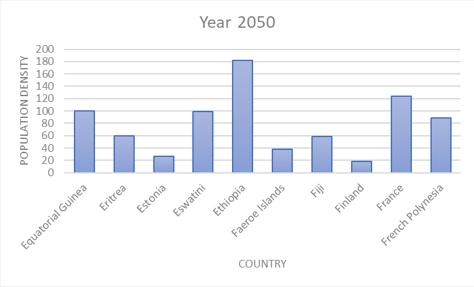 Year 2050
POPULATION DENSITY
200
180
160
140
120
100
80
60
40
20
0
Equatorial Guinea
Eritrea
Estonia
Eswatini
Ethiopia
Faeroe Islands
Fiji
Finland
France
French Polynesia
COUNTRY